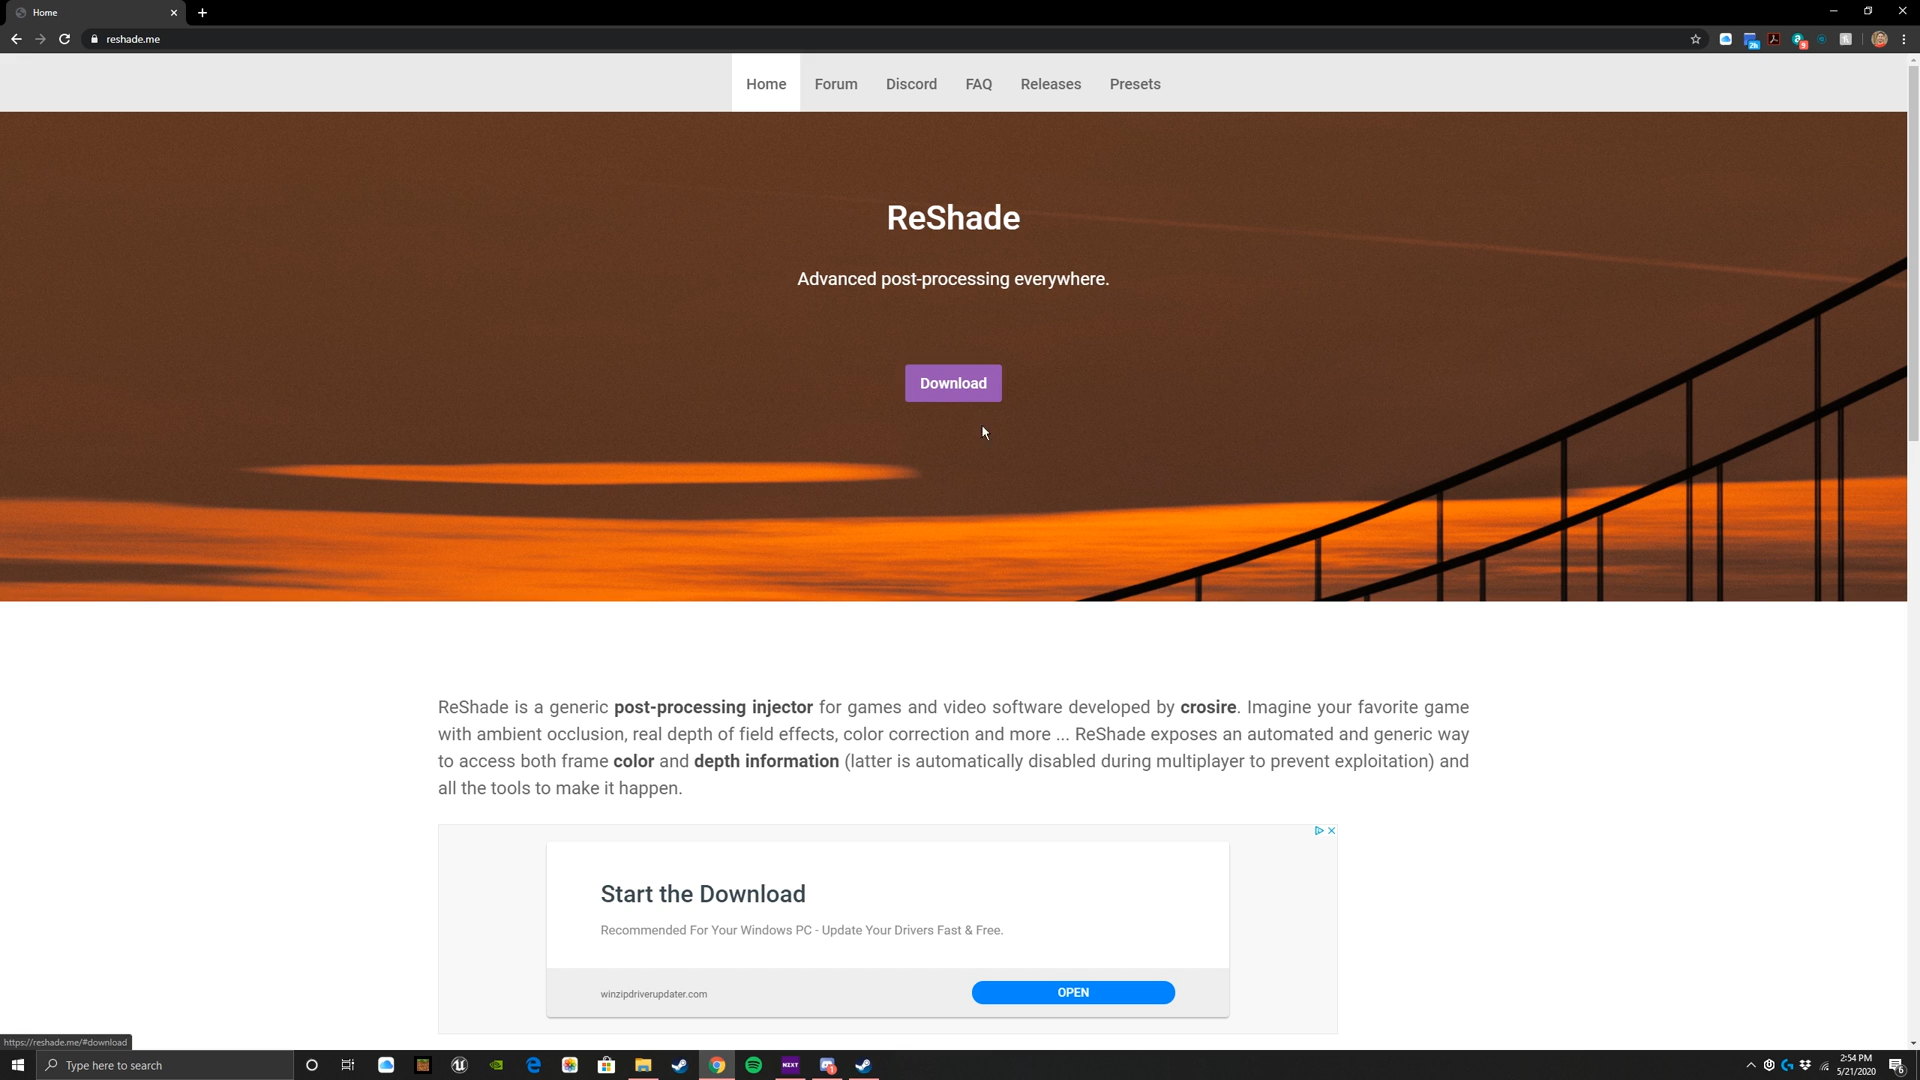 Home
reshade.me
2h
9
Home Forum Discord FAQ Releases Presets
ReShade
Advanced post-processing everywhere.
Download
ReShade is a generic post-processing injector for games and video software developed by crosire. Imagine your favorite game
with ambient occlusion, real depth of field effects, color correction and more ... ReShade exposes an automated and generic way
to access both frame color and depth information (latter is automatically disabled during multiplayer to prevent exploitation) and
all the tools to make it happen.
Start the Download
Recommended For Your Windows PC - Update Your Drivers Fast & Free.
winzipdriverupdater.com
OPEN
https://reshade.me/#download
Type here to search
NZXT
1
2:54 PM
5/21/2020
6